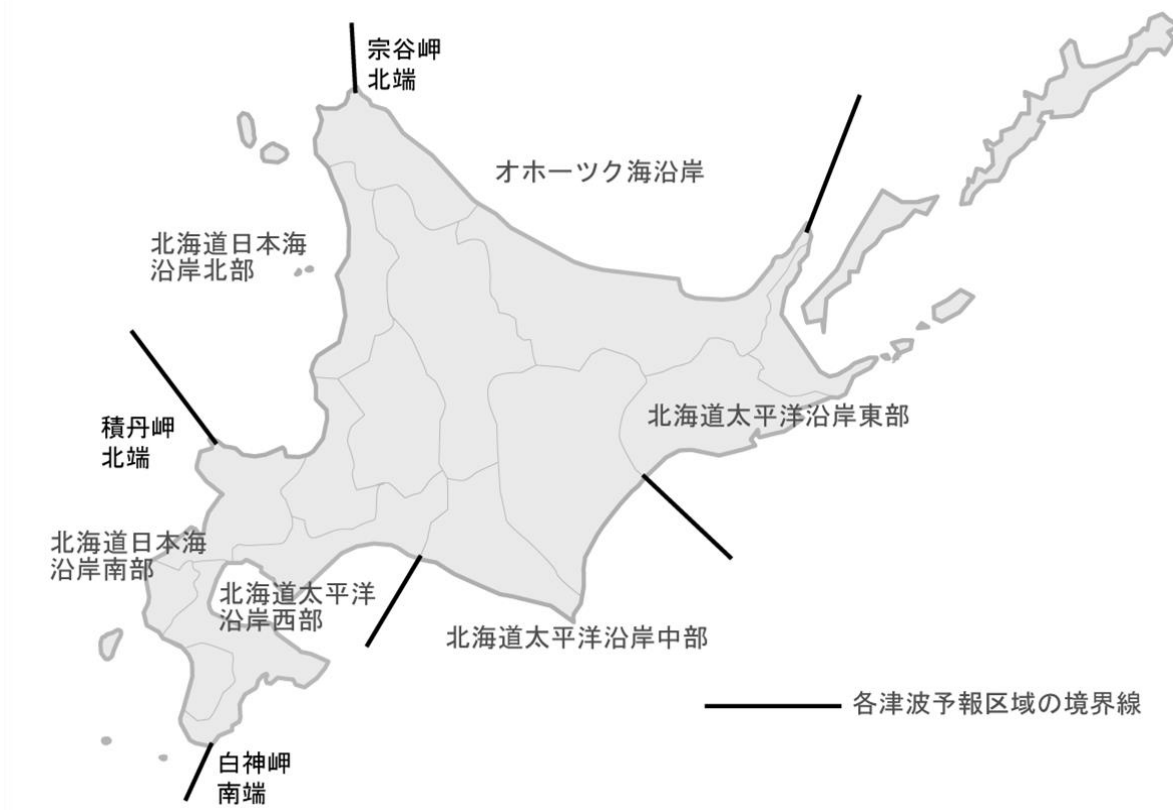 宗谷岬
北端
オホーツク海沿岸
北海道日本海
沿岸北部
積丹岬
北端
北海道太平洋沿岸東部
北海道日本海
沿岸南部
北海道太平洋
沿岸西部
北海道太平洋沿岸中部
各津波予報区域の境界線
白神岬
南端